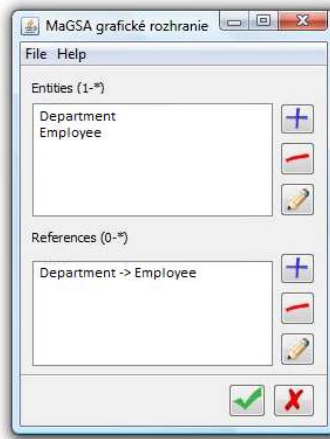 MaGSA grafické rozhranie
File Help
Entities (1-*)
Department
Employee
References (0-*)
Department -> Employee